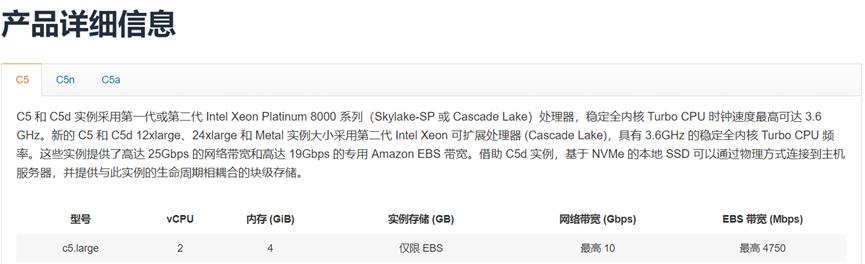 产品详细信息
C5 C5n C5a
C5 和 C5d 实例采用第一代或第二代 Intel Xeon Platinum 8000 系列（Skylake-SP 或 Cascade Lake）处理器，稳定全内核 Turbo CPU 时钟速度最高可达 3.6
GHz。新的 C5 和 C5d 12xlarge、24xlarge 和 Metal 实例大小采用第二代 Intel Xeon 可扩展处理器 (Cascade Lake)，具有 3.6GHz 的稳定全内核 Turbo CPU 频
率。这些实例提供了高达 25Gbps 的网络带宽和高达 19Gbps 的专用 Amazon EBS 带宽。借助 C5d 实例，基于 NVMe 的本地 SSD 可以通过物理方式连接到主机
服务器，并提供与此实例的生命周期相耦合的块级存储。
型号 vCPU 内存 (GiB) 实例存储 (GB) 网络带宽 (Gbps) EBS 带宽 (Mbps)
c5.large 2 4 仅限 EBS 最高 10 最高 4750